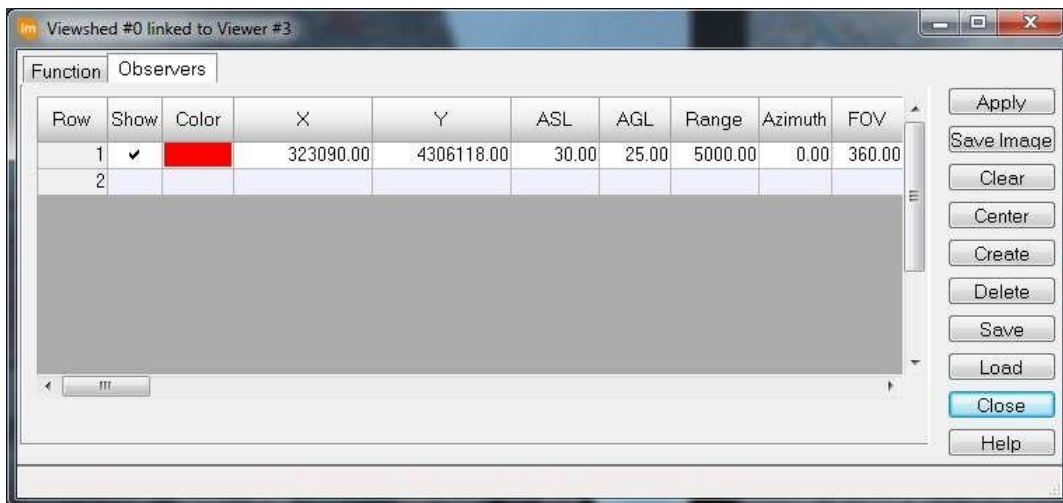 Im Viewshed #0 linked to Viewer #3
Function Observers
Row Show Color X Y ASL AGL Range Azimuth FOV
1 323090.00 4306118.00 30.00 25.00 5000.00 0.00 360.00
2
Apply
Save Image
Clear
Center
Create
Delete
Save
Load
Close
Help